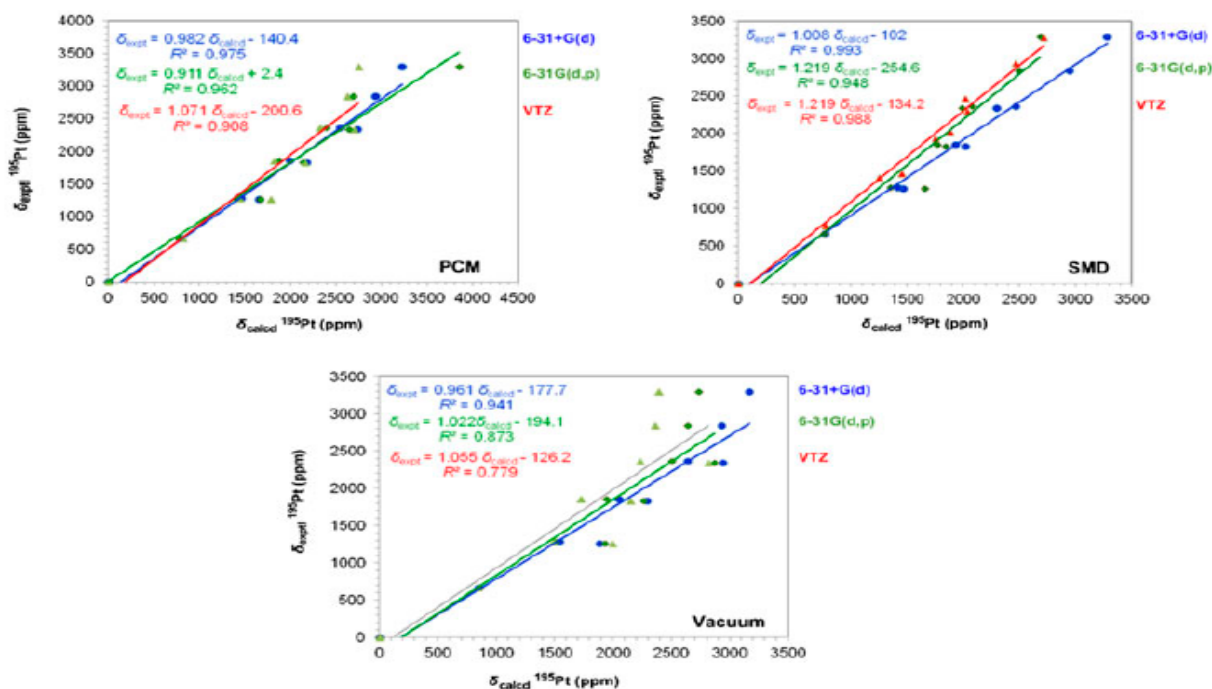 4000
3500
3000
2500
2000
1500
1000
500
0
δexptl ¹⁹⁵Pt (ppm)
δexpt = 0.982 δcalcd - 140.4
R² = 0.975
δexpt = 0.911 δcalcd + 2.4
R² = 0.962
δexpt = 1.071 δcalcd - 200.6
R² = 0.908
6-31+G(d)
6-31G(d,p)
VTZ
PCM
0 500 1000 1500 2000 2500 3000 3500 4000 4500
δcalcd ¹⁹⁵Pt (ppm)
3500
3000
2500
2000
1500
1000
500
0
δexptl ¹⁹⁵Pt (ppm)
δexpt = 1.008 δcalcd - 102
R² = 0.993
δexpt = 1.219 δcalcd - 254.6
R² = 0.948
δexpt = 1.219 δcalcd - 134.2
R² = 0.988
6-31+G(d)
6-31G(d,p)
VTZ
SMD
0 500 1000 1500 2000 2500 3000 3500
δcalcd ¹⁹⁵Pt (ppm)
3500
3000
2500
2000
1500
1000
500
0
δexptl ¹⁹⁵Pt (ppm)
δexpt = 0.961 δcalcd - 177.7
R² = 0.941
δexpt = 1.022δcalcd - 194.1
R² = 0.873
δexpt = 1.055 δcalcd - 126.2
R² = 0.779
6-31+G(d)
6-31G(d,p)
VTZ
Vacuum
0 500 1000 1500 2000 2500 3000 3500
δcalcd ¹⁹⁵Pt (ppm)